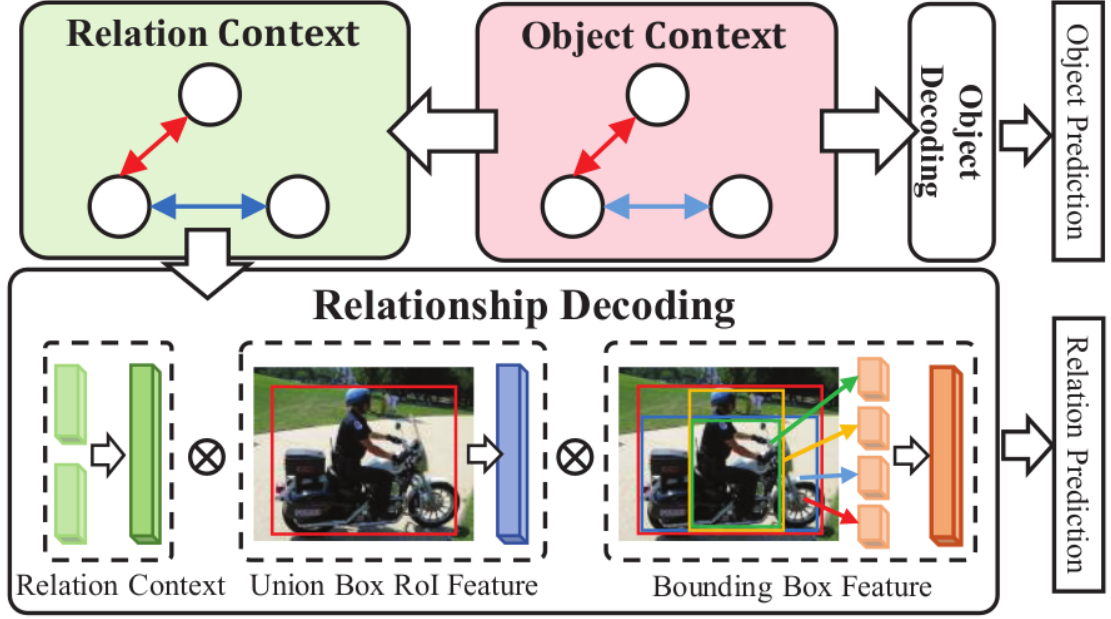 Relation Context
Object Context
Object
Decoding
Object Prediction
Relationship Decoding
Relation Context
Union Box RoI Feature
Bounding Box Feature
Relation Prediction